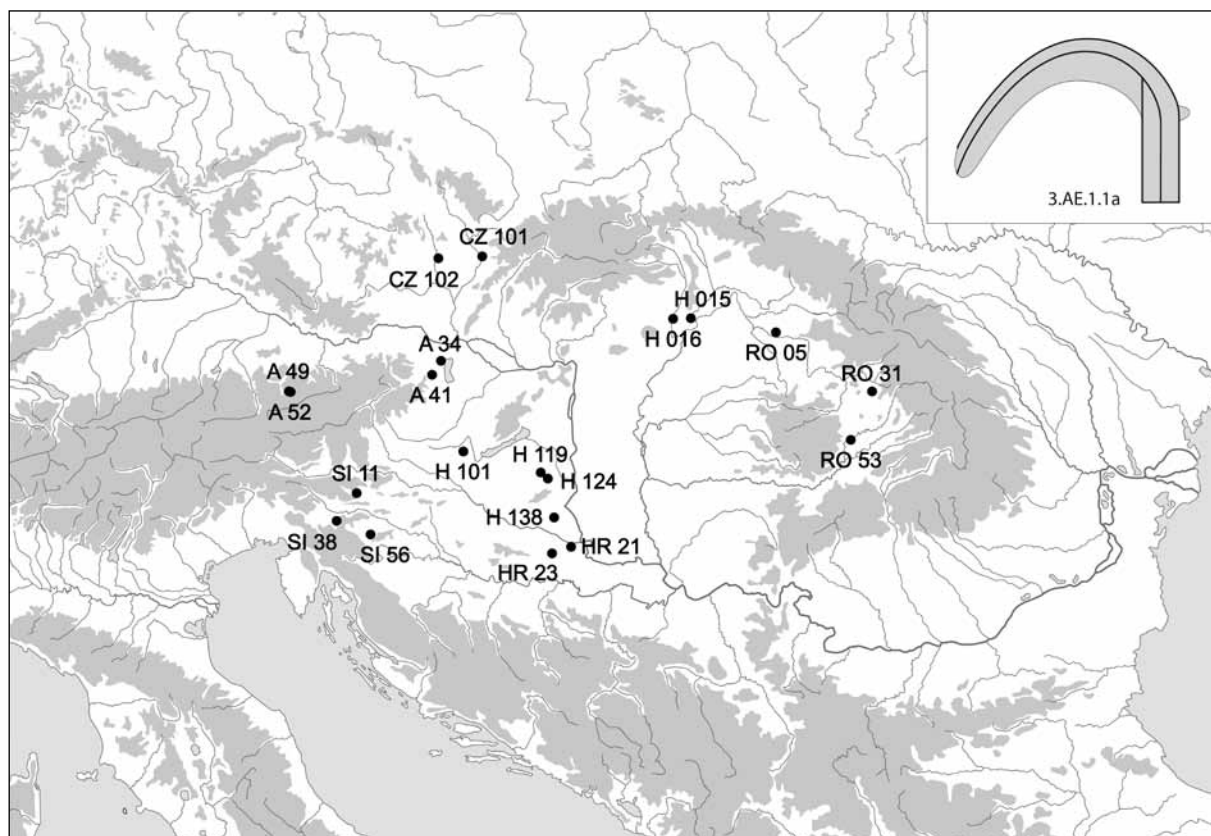 3.AE.1.1a
CZ 101
CZ 102
H 015
H 016
RO 05
A 34
A 41
A 49
A 52
RO 31
RO 53
H 101
H 119
H 124
SI 11
H 138
SI 38
SI 56
HR 21
HR 23